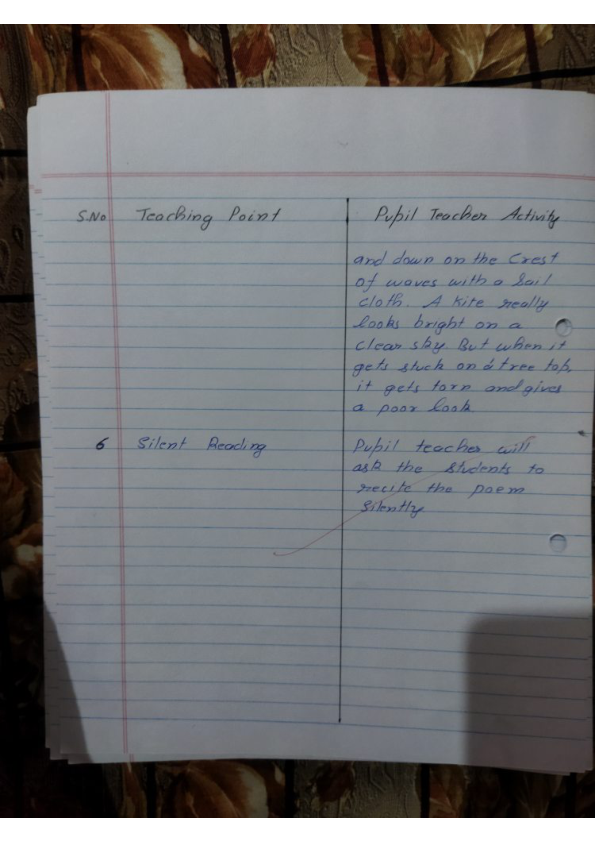 S.No Teaching Point Pupil Teacher Activity
and down on the Crest
of waves with a Sail
cloth. A Kite really
looks bright on a
clear sky. But when it
gets stuck on a tree top,
it gets torn and gives
a poor look
6 Silent Reading Pupil teacher will
ask the students to
recite the poem
Silently